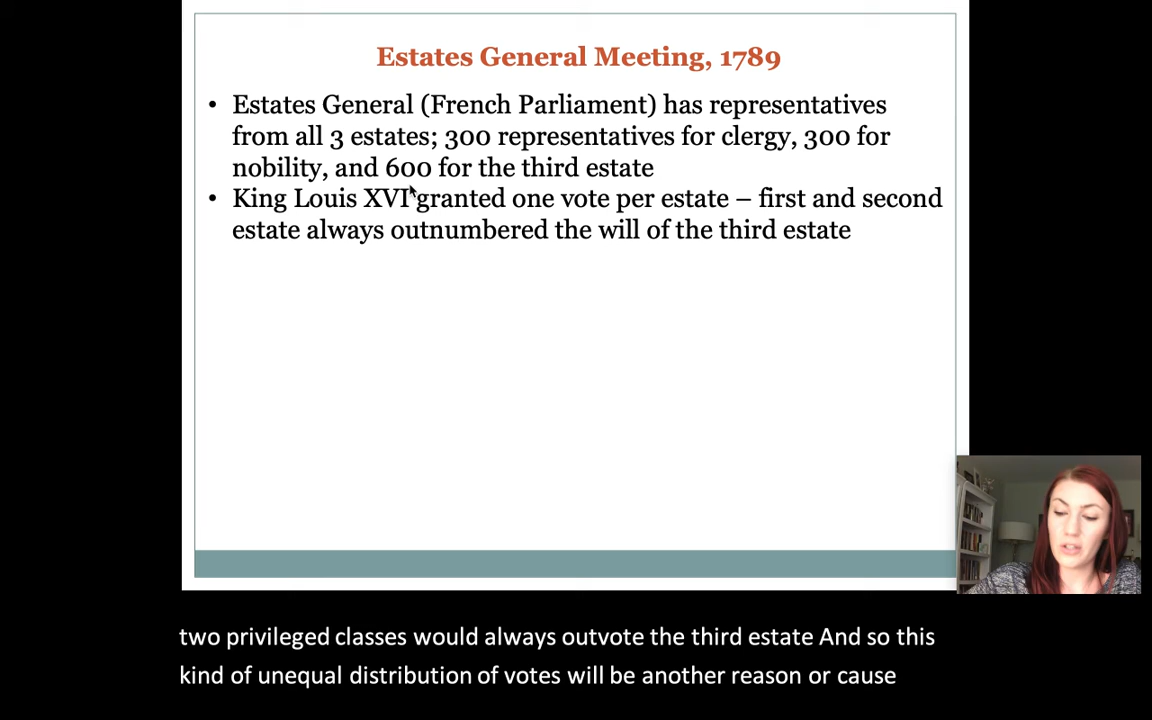 Estates General Meeting, 1789
• Estates General (French Parliament) has representatives
from all 3 estates; 300 representatives for clergy, 300 for
nobility, and 600 for the third estate
• King Louis XVI granted one vote per estate – first and second
estate always outnumbered the will of the third estate
two privileged classes would always outvote the third estate And so this
kind of unequal distribution of votes will be another reason or cause